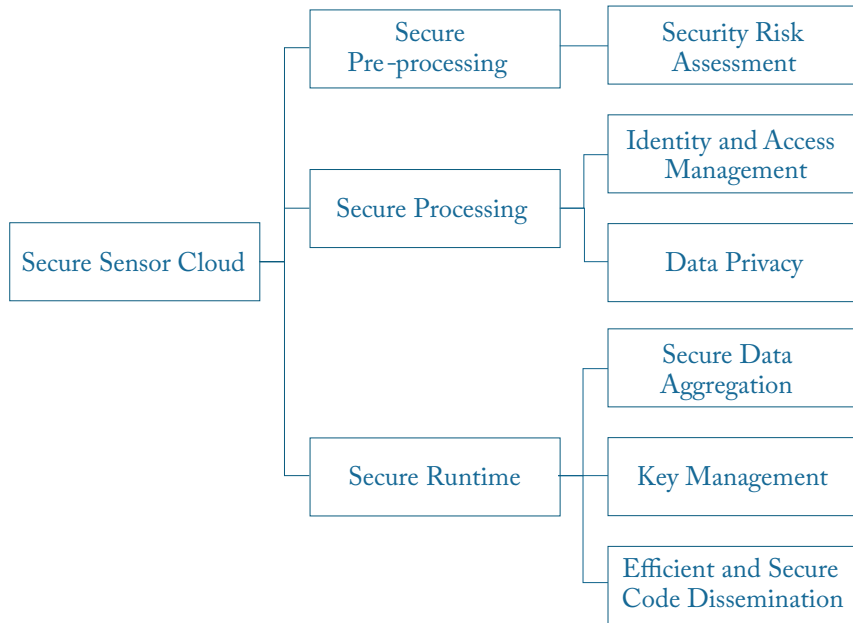 Secure
Pre-processing
Security Risk
Assessment
Identity and Access
Management
Secure Processing
Secure Sensor Cloud
Data Privacy
Secure Data
Aggregation
Secure Runtime
Key Management
Efficient and Secure
Code Dissemination